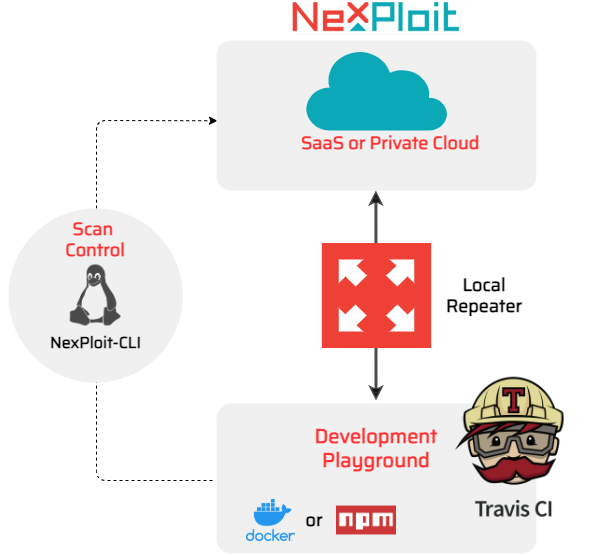 NeXPloit
SaaS or Private Cloud
Scan
Control
NexPloit-CLI
Local
Repeater
Development
Playground
T
Travis CI
docker
or
npm